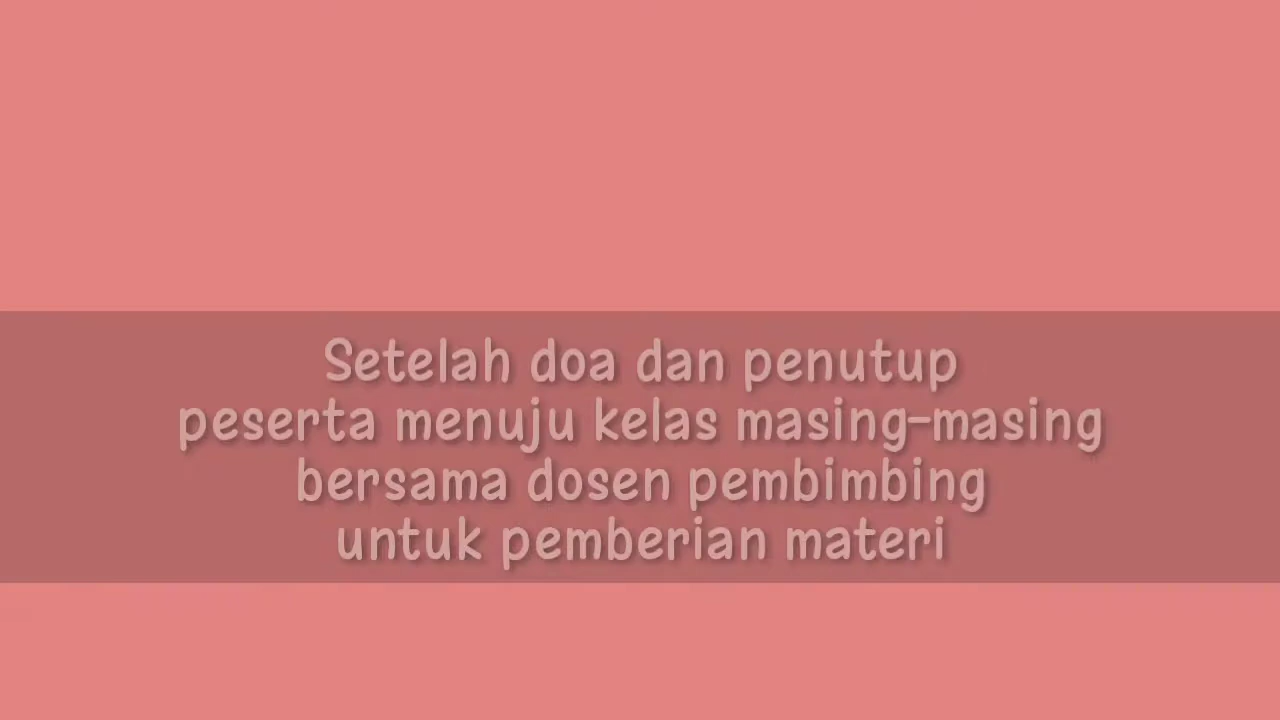 Setelah doa dan penutup
peserta menuju kelas masing-masing
bersama dosen pembimbing
untuk pemberian materi